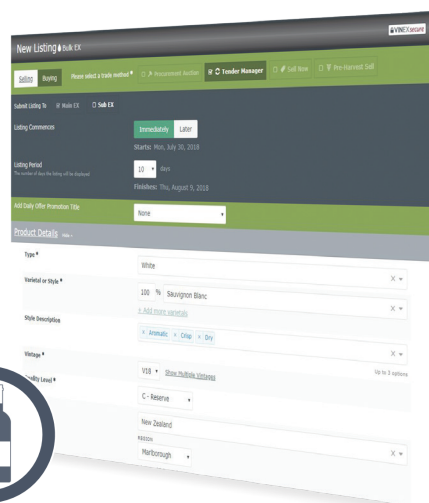 VINEX secure
New Listing Bulk EX
Selling Buying Please select a trade method * Procurement Auction Tender Manager Sell Now Pre-Harvest Sell
Submit Listing To Main EX Sub EX
Listing Commences Immediately Later
Starts: Mon, July 30, 2018
Listing Period 10 days
The number of days the listing will be displayed
Finishes: Thu, August 9, 2018
Add Daily Offer Promotion Title None
Product Details
Type * White
Varietal or Style * 100 % Sauvignon Blanc
+ Add more varietals
Style Description × Aromatic × Crisp × Dry
Up to 3 options
Vintage * V18 Show Multiple Vintages
Quality Level * C - Reserve
New Zealand
REGION
Marlborough